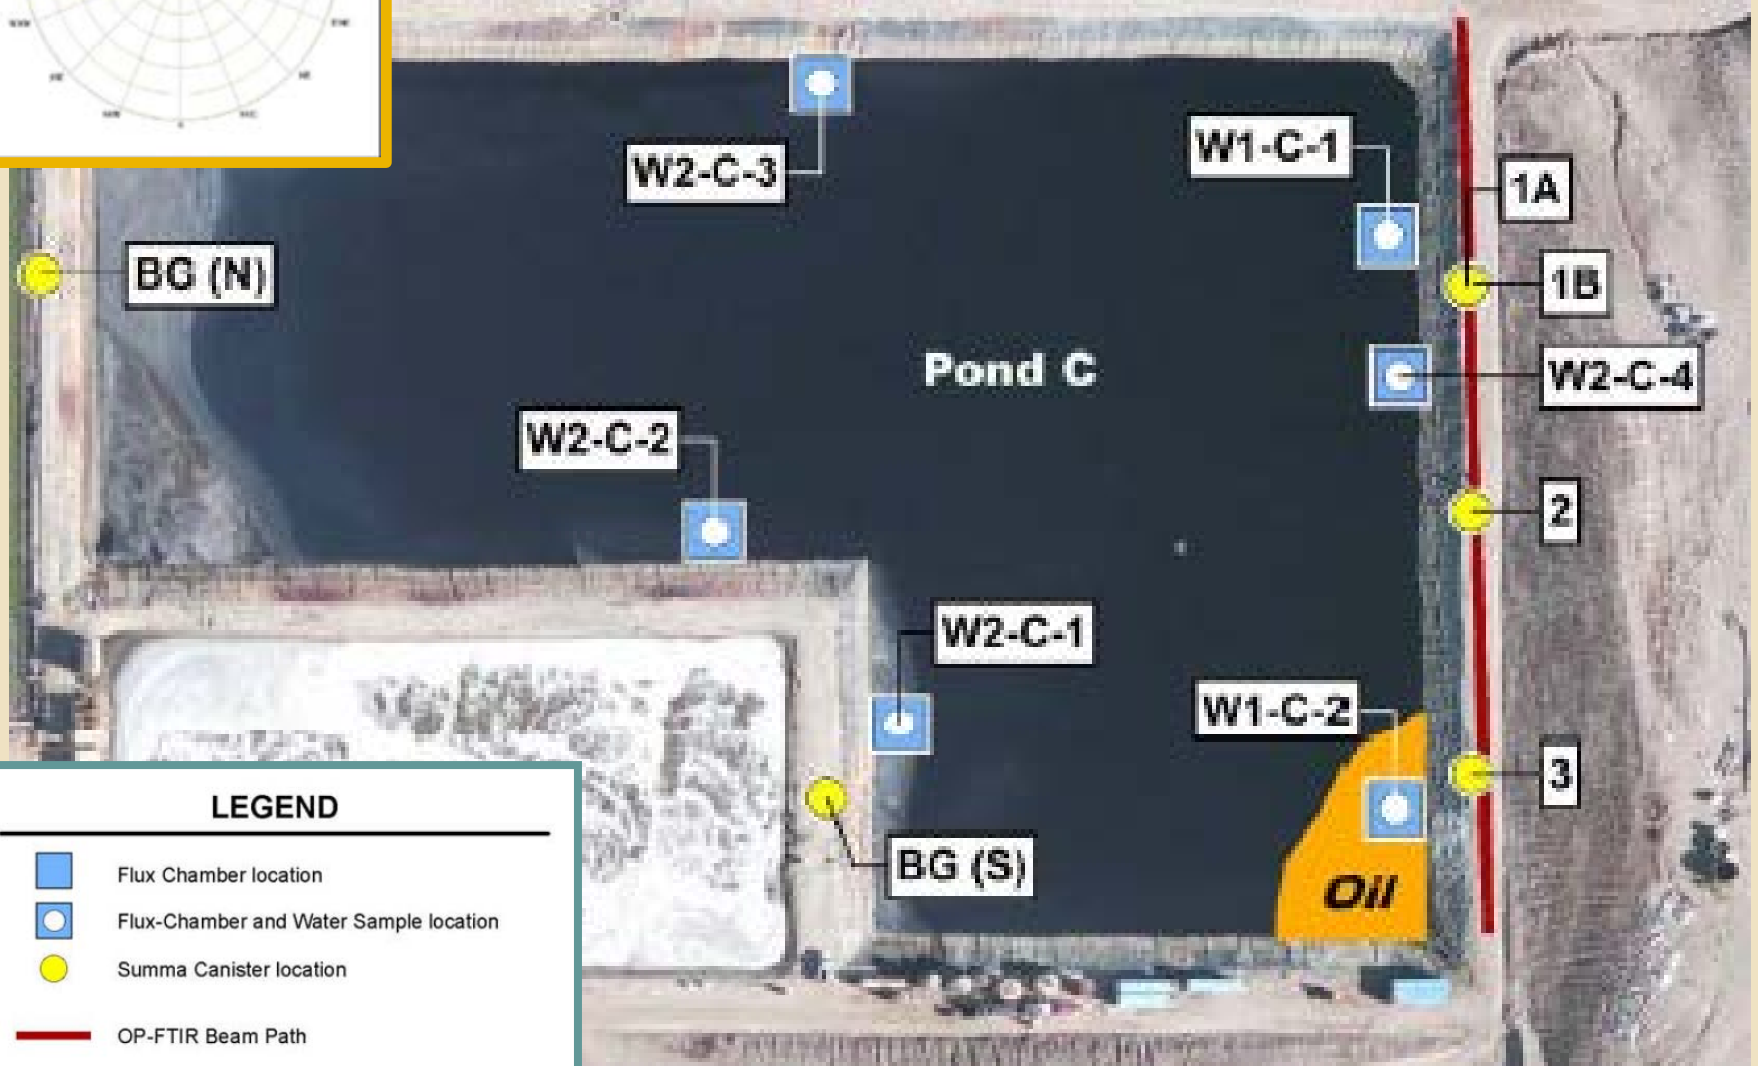 W2-C-3
W1-C-1
1A
BG (N)
1B
Pond C
W2-C-4
W2-C-2
2
W2-C-1
W1-C-2
3
BG (S)
Oil
LEGEND
Flux Chamber location
Flux-Chamber and Water Sample location
Summa Canister location
OP-FTIR Beam Path